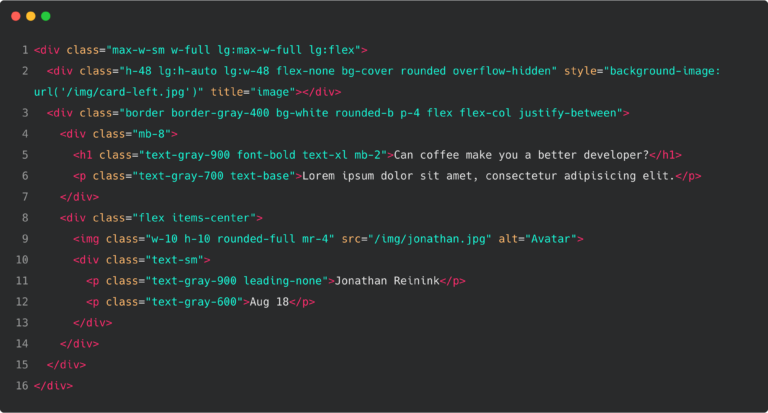 1 <div class="max-w-sm w-full lg:max-w-full lg:flex">
2 <div class="h-48 lg:h-auto lg:w-48 flex-none bg-cover rounded overflow-hidden" style="background-image:
url('/img/card-left.jpg')" title="image"></div>
3 <div class="border border-gray-400 bg-white rounded-b p-4 flex flex-col justify-between">
4 <div class="mb-8">
5 <h1 class="text-gray-900 font-bold text-xl mb-2">Can coffee make you a better developer?</h1>
6 <p class="text-gray-700 text-base">Lorem ipsum dolor sit amet, consectetur adipisicing elit.</p>
7 </div>
8 <div class="flex items-center">
9 <img class="w-10 h-10 rounded-full mr-4" src="/img/jonathan.jpg" alt="Avatar">
10 <div class="text-sm">
11 <p class="text-gray-900 leading-none">Jonathan Reinink</p>
12 <p class="text-gray-600">Aug 18</p>
13 </div>
14 </div>
15 </div>
16 </div>